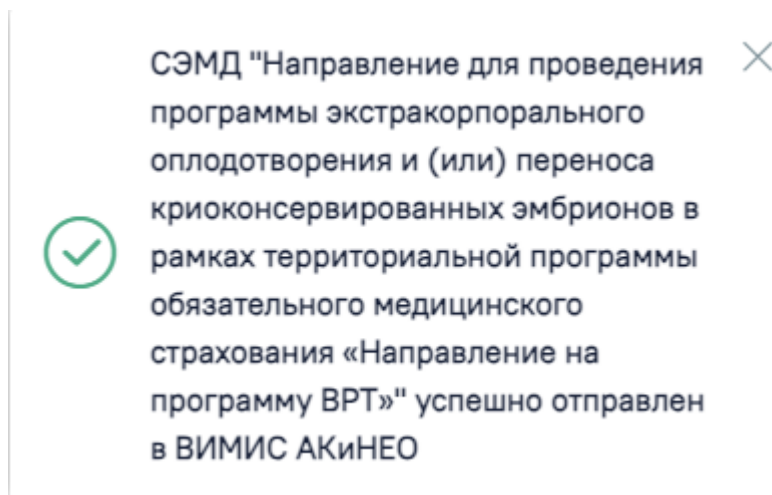 СЭМД "Направление для проведения
программы экстракорпорального
оплодотворения и (или) переноса
криоконсервированных эмбрионов в
рамках территориальной программы
обязательного медицинского
страхования «Направление на
программу ВРТ»" успешно отправлен
в ВИМИС АКиНЕО